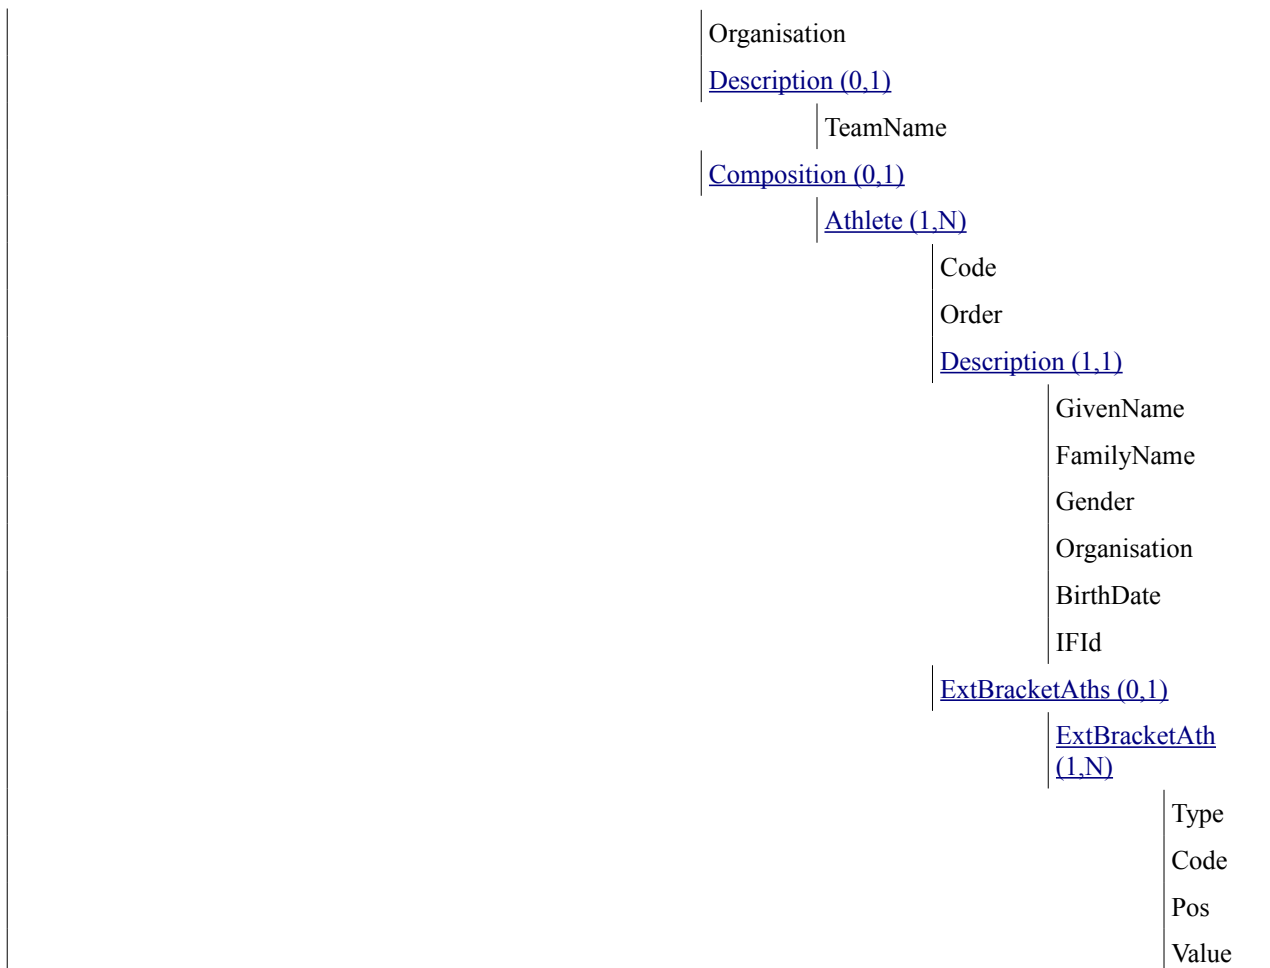 Organisation
Description (0,1)
TeamName
Composition (0,1)
Athlete (1,N)
Code
Order
Description (1,1)
GivenName
FamilyName
Gender
Organisation
BirthDate
IFId
ExtBracketAths (0,1)
ExtBracketAth
(1,N)
Type
Code
Pos
Value